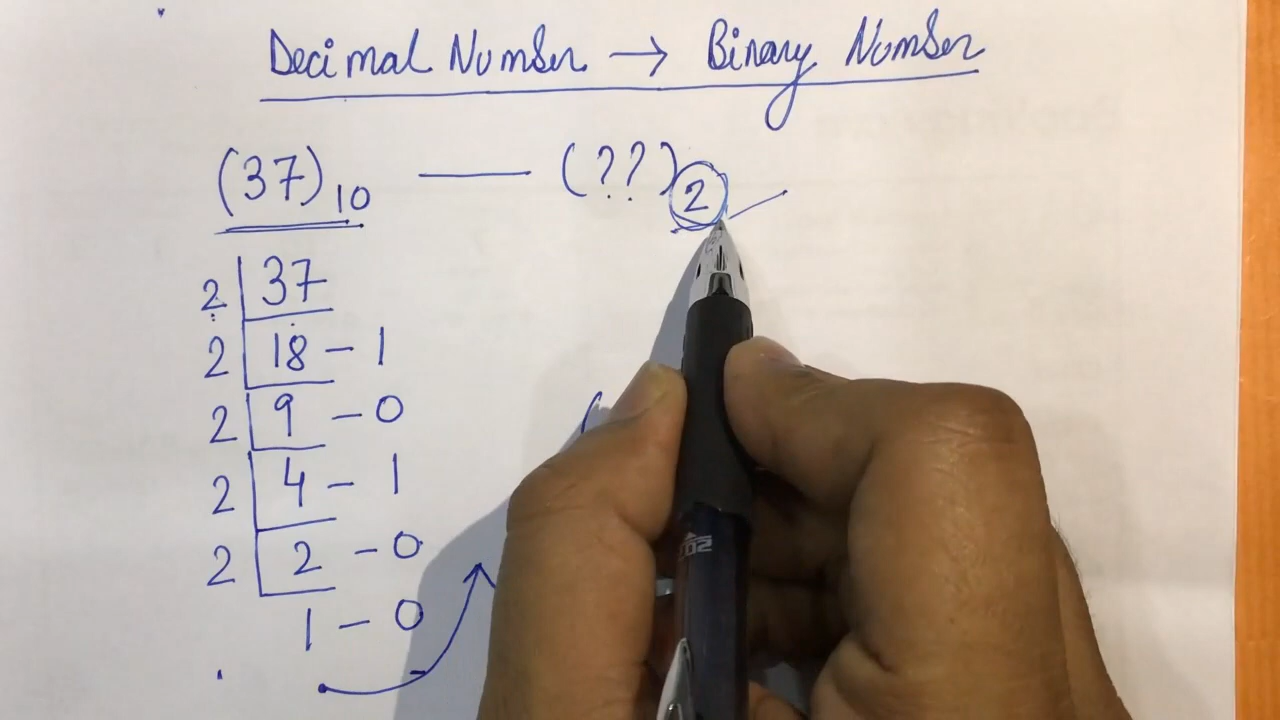 Decimal Number → Binary Number
(37)10 — (??)2
2 37
2 18 - 1
2 9 - 0
2 4 - 1
2 2 - 0
1 - 0
(